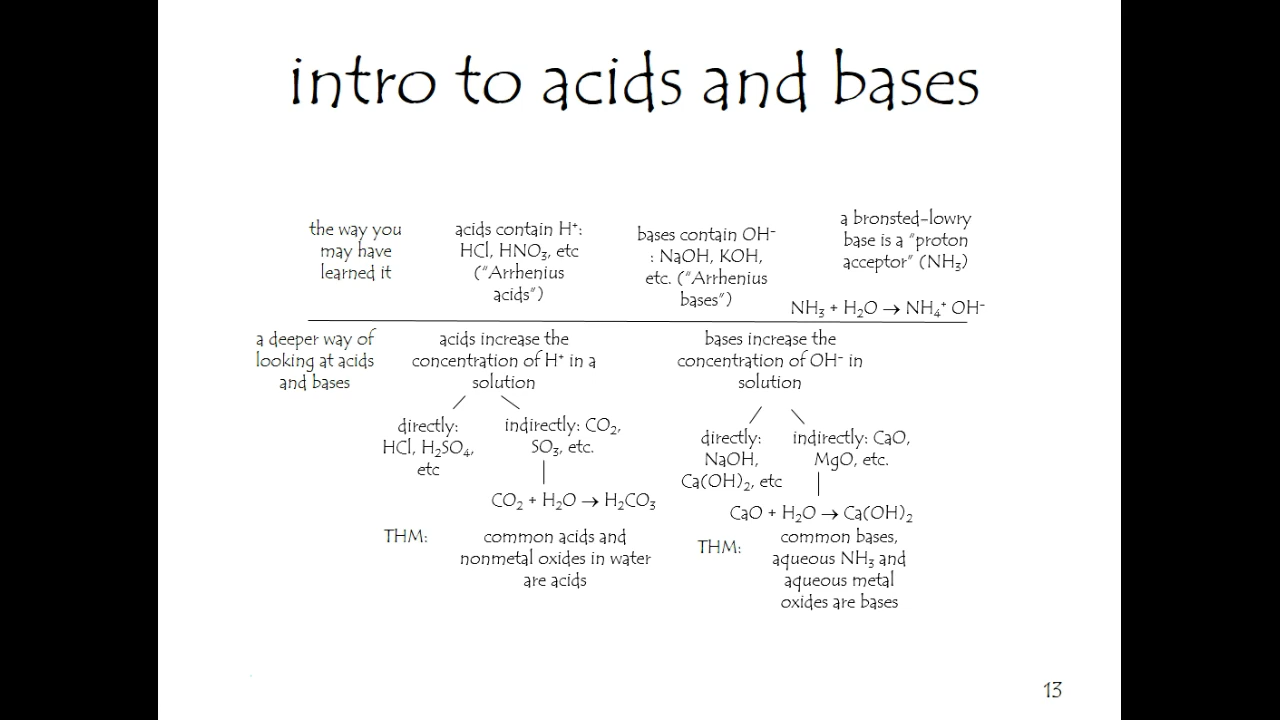 intro to acids and bases
the way you
may have
learned it
acids contain H⁺:
HCl, HNO₃, etc
("Arrhenius
acids")
bases contain OH⁻
: NaOH, KOH,
etc. ("Arrhenius
bases")
a bronsted-lowry
base is a "proton
acceptor" (NH₃)
NH₃ + H₂O → NH₄⁺ OH⁻
a deeper way of
looking at acids
and bases
acids increase the
concentration of H⁺ in a
solution
bases increase the
concentration of OH⁻ in
solution
directly:
HCl, H₂SO₄,
etc
indirectly: CO₂,
SO₃, etc.
CO₂ + H₂O → H₂CO₃
directly:
NaOH,
Ca(OH)₂, etc
indirectly: CaO,
MgO, etc.
CaO + H₂O → Ca(OH)₂
THM:
common acids and
nonmetal oxides in water
are acids
THM:
common bases,
aqueous NH₃ and
aqueous metal
oxides are bases
13